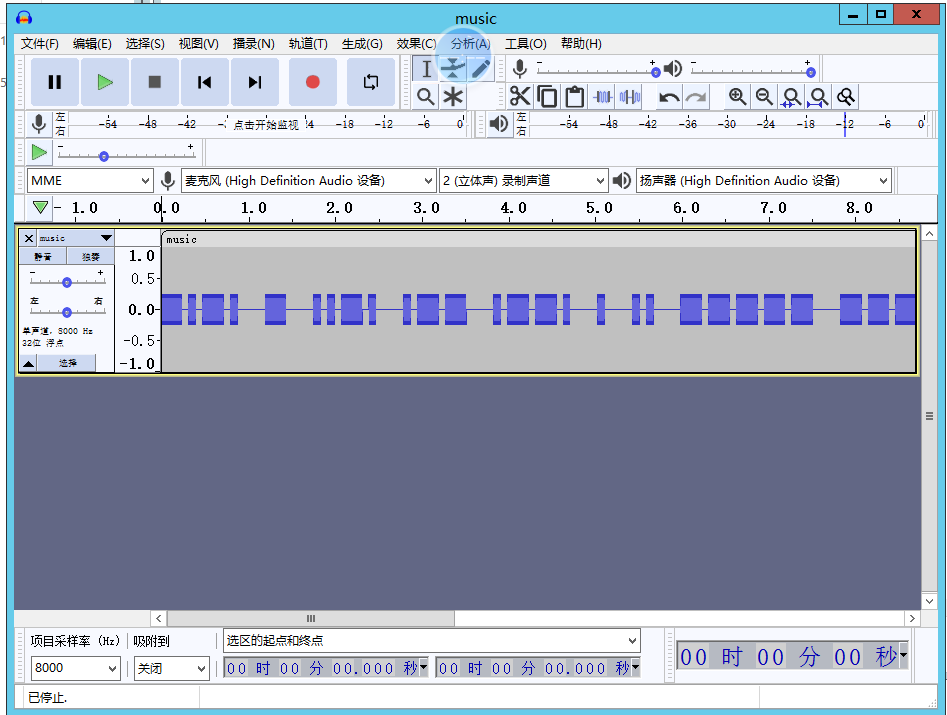 music
文件(F) 编辑(E) 选择(S) 视图(V) 播录(N) 轨道(T) 生成(G) 效果(C) 分析(A) 工具(O) 帮助(H)
左 右 -54 -48 -42 点击开始监视 -18 -12 -6 0
左 右 -54 -48 -42 -36 -30 -24 -18 -12 -6 0
MME 麦克风 (High Definition Audio 设备) 2 (立体声) 录制声道 扬声器 (High Definition Audio 设备)
1.0 0.0 1.0 2.0 3.0 4.0 5.0 6.0 7.0 8.0
music 1.0 music
静音 独奏
0.5
左 右 0.0
单声道, 8000 Hz
32位 浮点 -0.5
选择 -1.0
项目采样率 (Hz) 吸附到 选区的起点和终点
8000 关闭 00 时 00 分 00.000 秒 00 时 00 分 00.000 秒 00 时 00 分 00 秒
已停止.